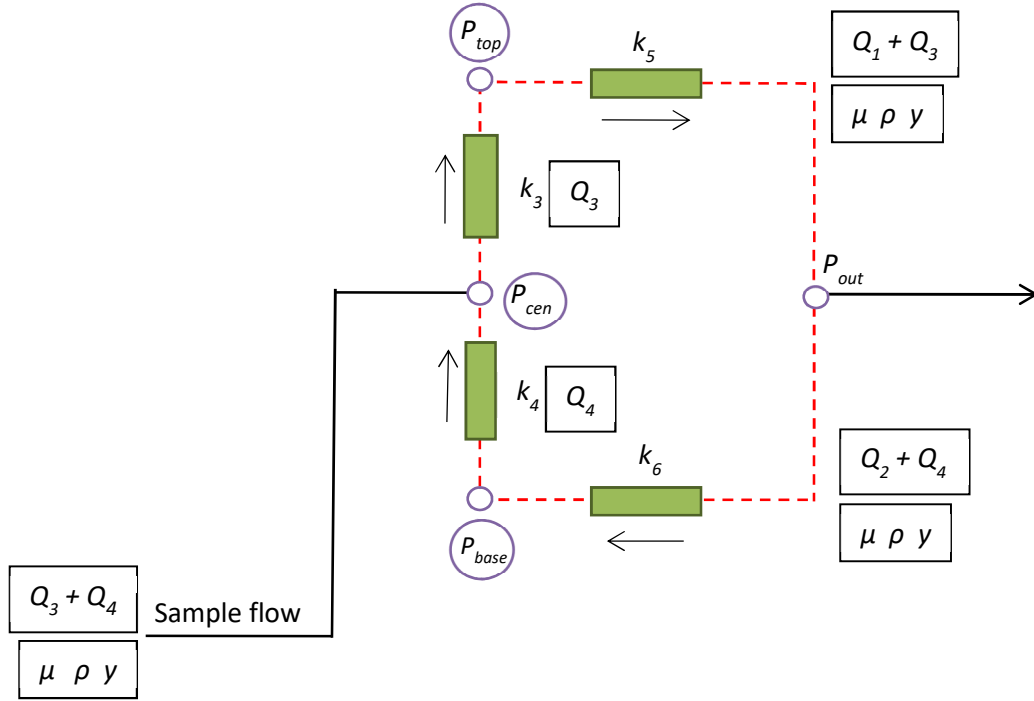 P_top
k_5
Q_1 + Q_3
μ ρ y
k_3
Q_3
P_cen
P_out
k_4
Q_4
k_6
Q_2 + Q_4
μ ρ y
P_base
Q_3 + Q_4
Sample flow
μ ρ y